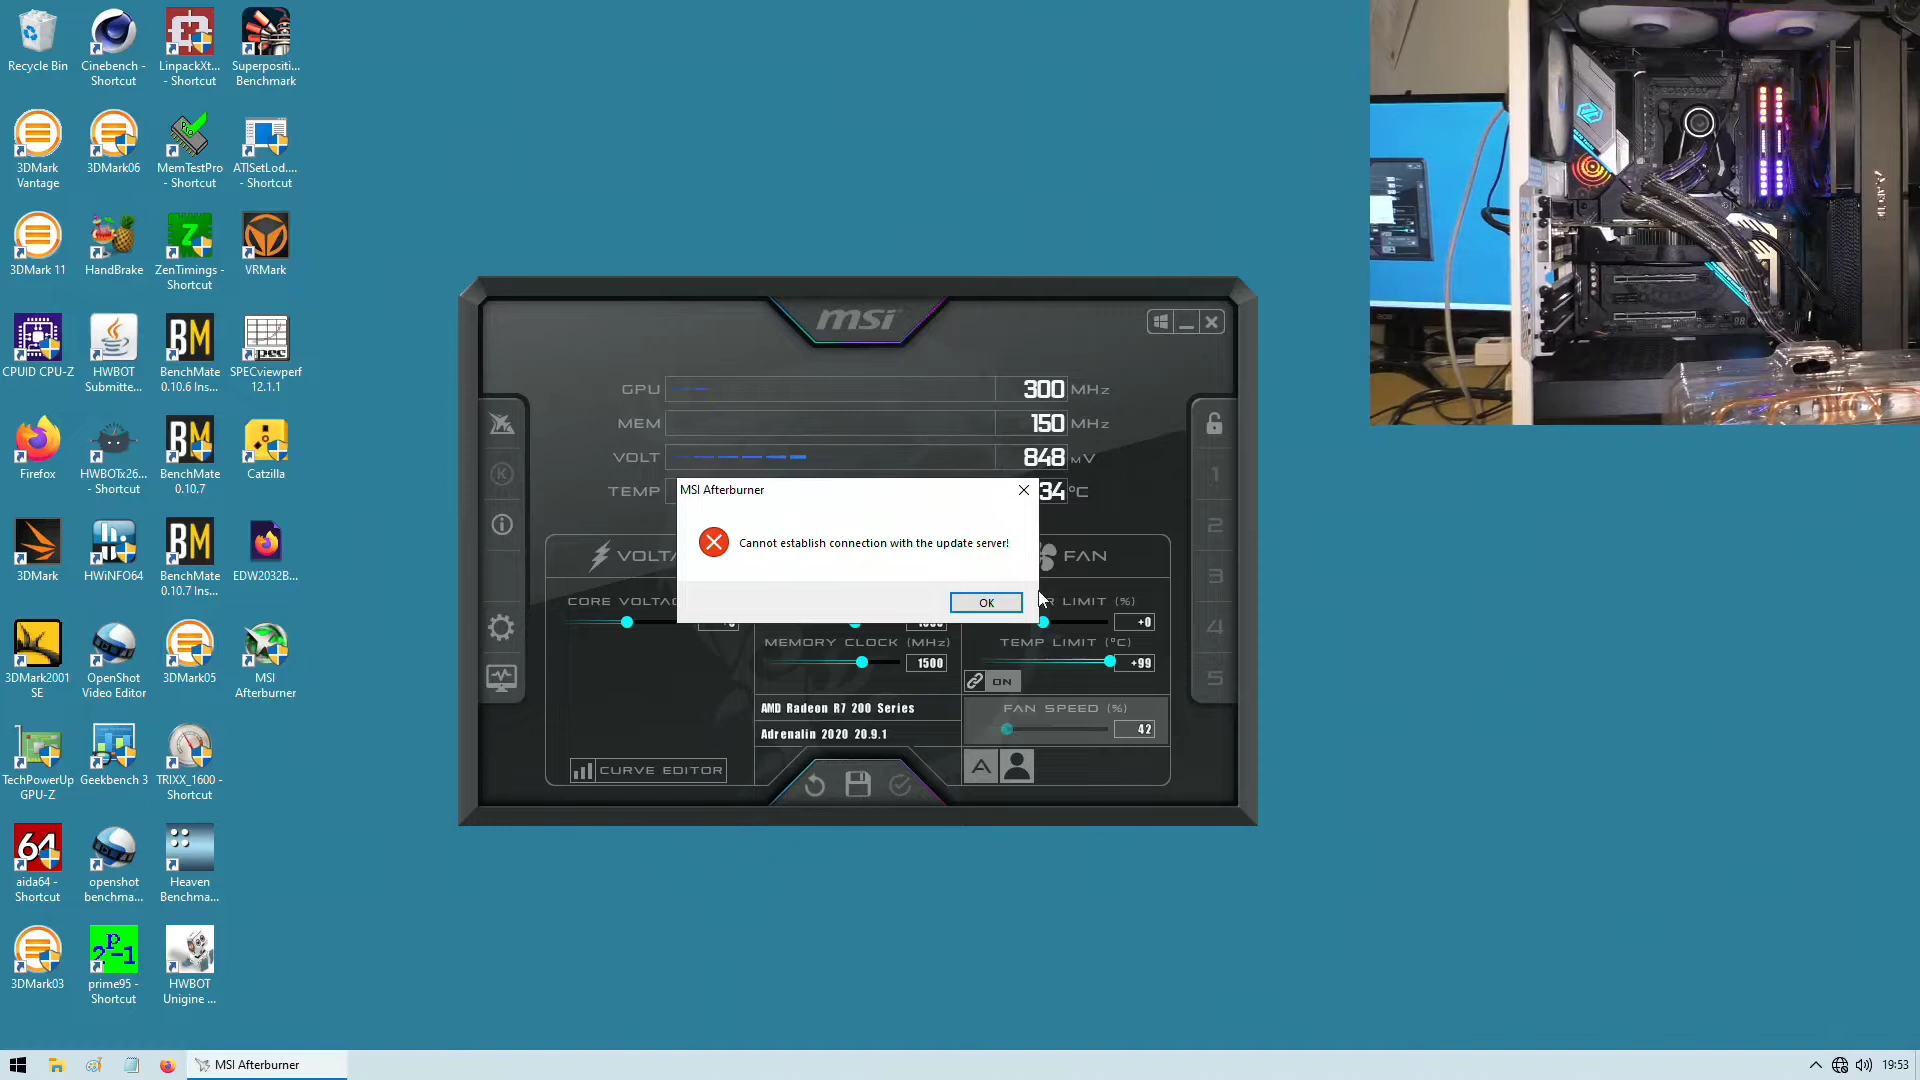 Recycle Bin
Cinebench - Shortcut
LinpackXt... - Shortcut
Superpositi... Benchmark
3DMark Vantage
3DMark06
MemTestPro - Shortcut
ATISetLod.... - Shortcut
3DMark 11
HandBrake
ZenTimings - Shortcut
VRMark
CPUID CPU-Z
HWBOT Submitte...
BenchMate 0.10.6 Ins...
SPECviewperf 12.1.1
Firefox
HWBOTx26... - Shortcut
BenchMate 0.10.7
Catzilla
3DMark
HWiNFO64
BenchMate 0.10.7 Ins...
EDW2032B...
3DMark2001 SE
OpenShot Video Editor
3DMark05
MSI Afterburner
TechPowerUp GPU-Z
Geekbench 3
TRIXX_1600 - Shortcut
aida64 - Shortcut
openshot benchma...
Heaven Benchma...
3DMark03
prime95 - Shortcut
HWBOT Unigine ...
msi
GPU 300 MHz
MEM 150 MHz
VOLT 848 mV
TEMP 34 °C
MSI Afterburner
Cannot establish connection with the update server!
OK
VOLTA
FAN
CORE VOLTAG
R LIMIT (%)
+0
MEMORY CLOCK (MHz)
1500
TEMP LIMIT (°C)
+99
ON
AMD Radeon R7 200 Series
Adrenalin 2020 20.9.1
FAN SPEED (%)
42
CURVE EDITOR
A
K
1
2
3
4
5
MSI Afterburner
19:53